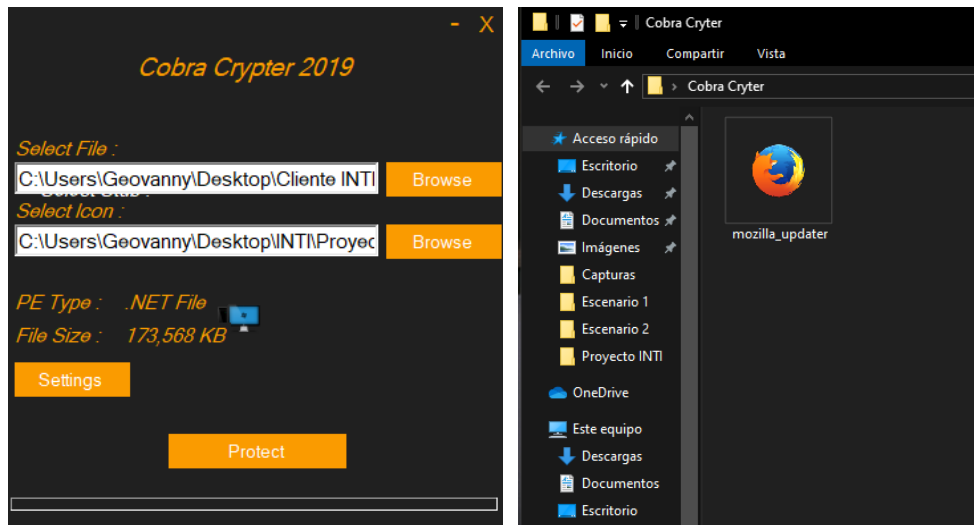 - X
Cobra Crypter 2019
Select File :
C:\Users\Geovanny\Desktop\Cliente INTI
Browse
Select Stub :
Select Icon :
C:\Users\Geovanny\Desktop\INTI\Proyec
Browse
PE Type : .NET File
File Size : 173,568 KB
Settings
Protect
Cobra Cryter
Archivo Inicio Compartir Vista
Cobra Cryter
Acceso rápido
Escritorio
Descargas
Documentos
Imágenes
Capturas
Escenario 1
Escenario 2
Proyecto INTI
OneDrive
Este equipo
Descargas
Documentos
Escritorio
mozilla_updater